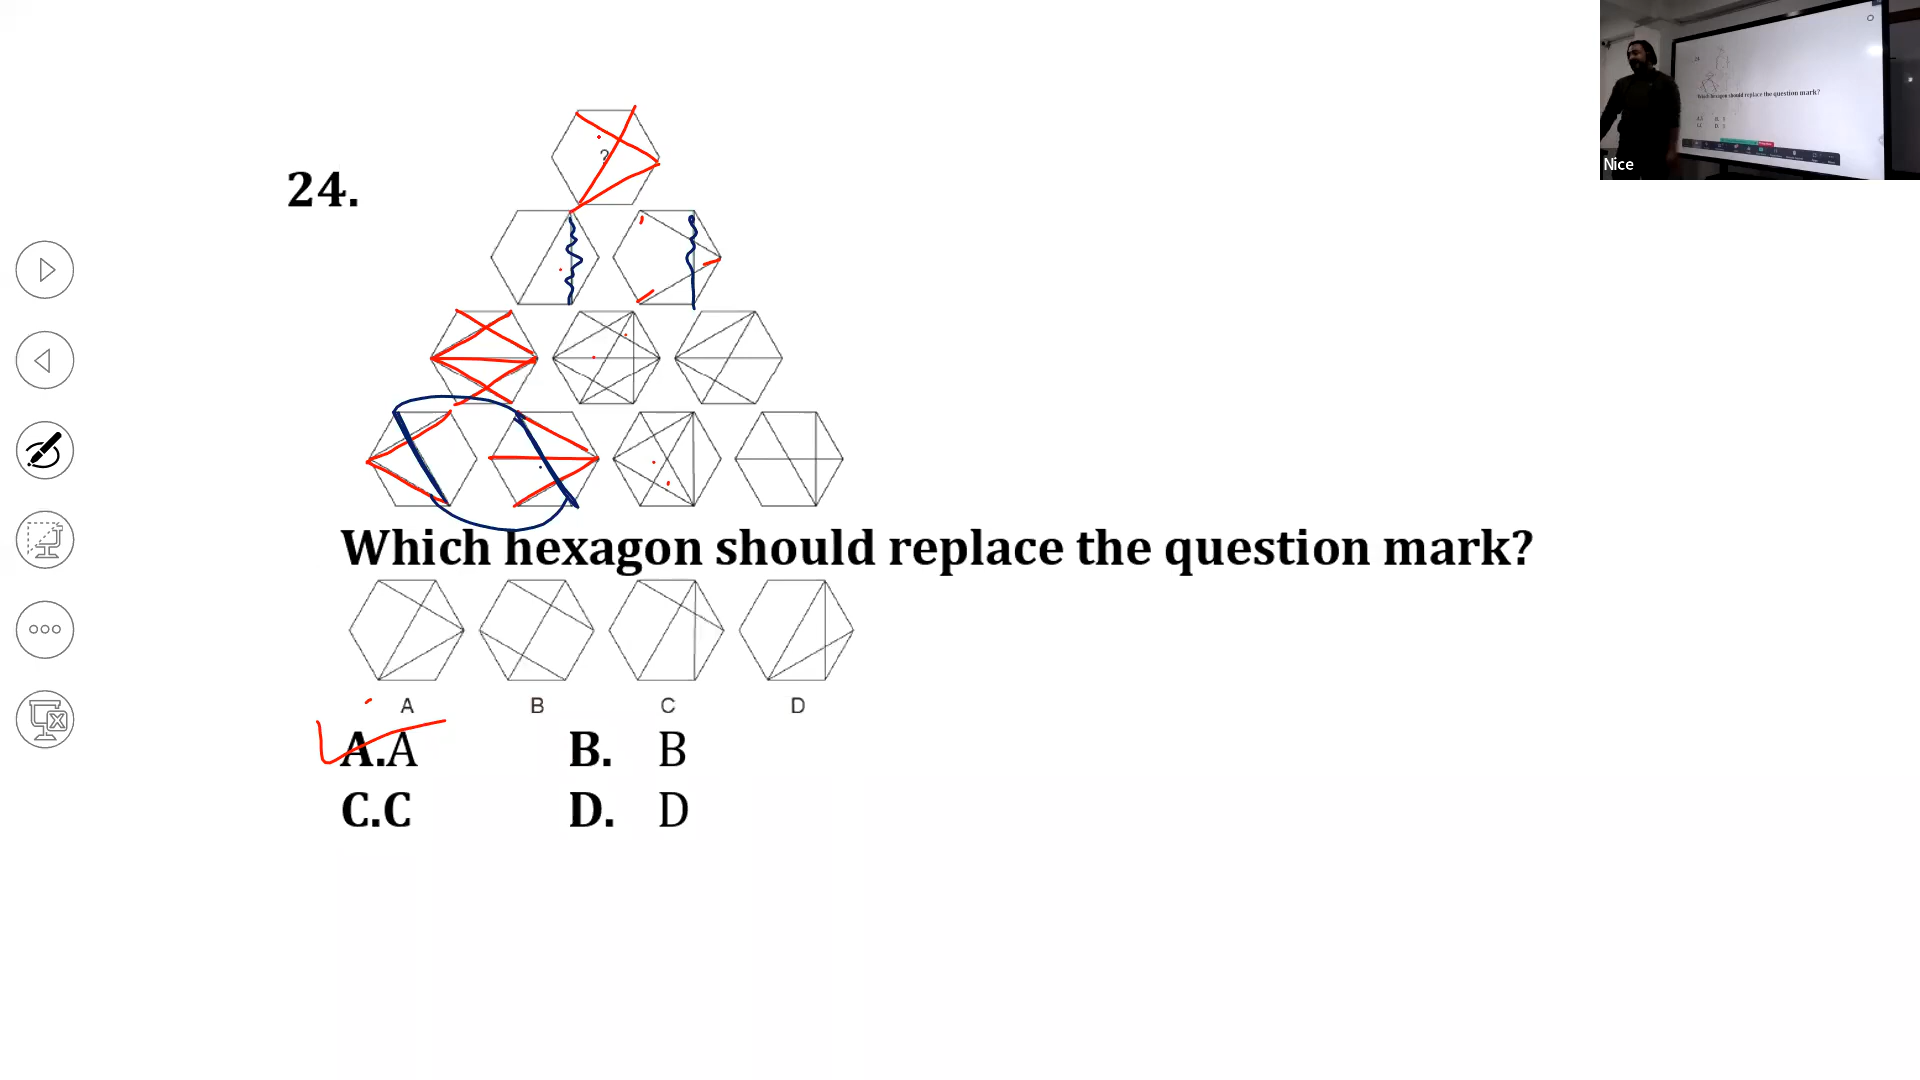 Nice
24.
?
Which hexagon should replace the question mark?
A B C D
A.A B. B
C.C D. D